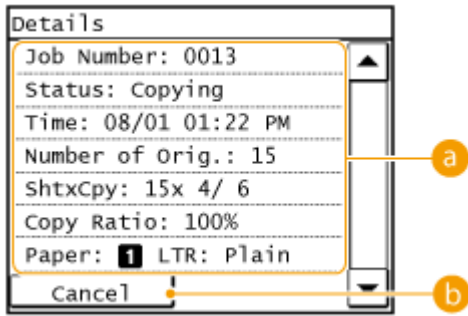 Details
Job Number: 0013
Status: Copying
Time: 08/01 01:22 PM
Number of Orig.: 15
ShtxCpy: 15x 4/ 6
Copy Ratio: 100%
Paper: 1 LTR: Plain
Cancel
a
b